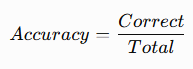 Accuracy = Correct / Total